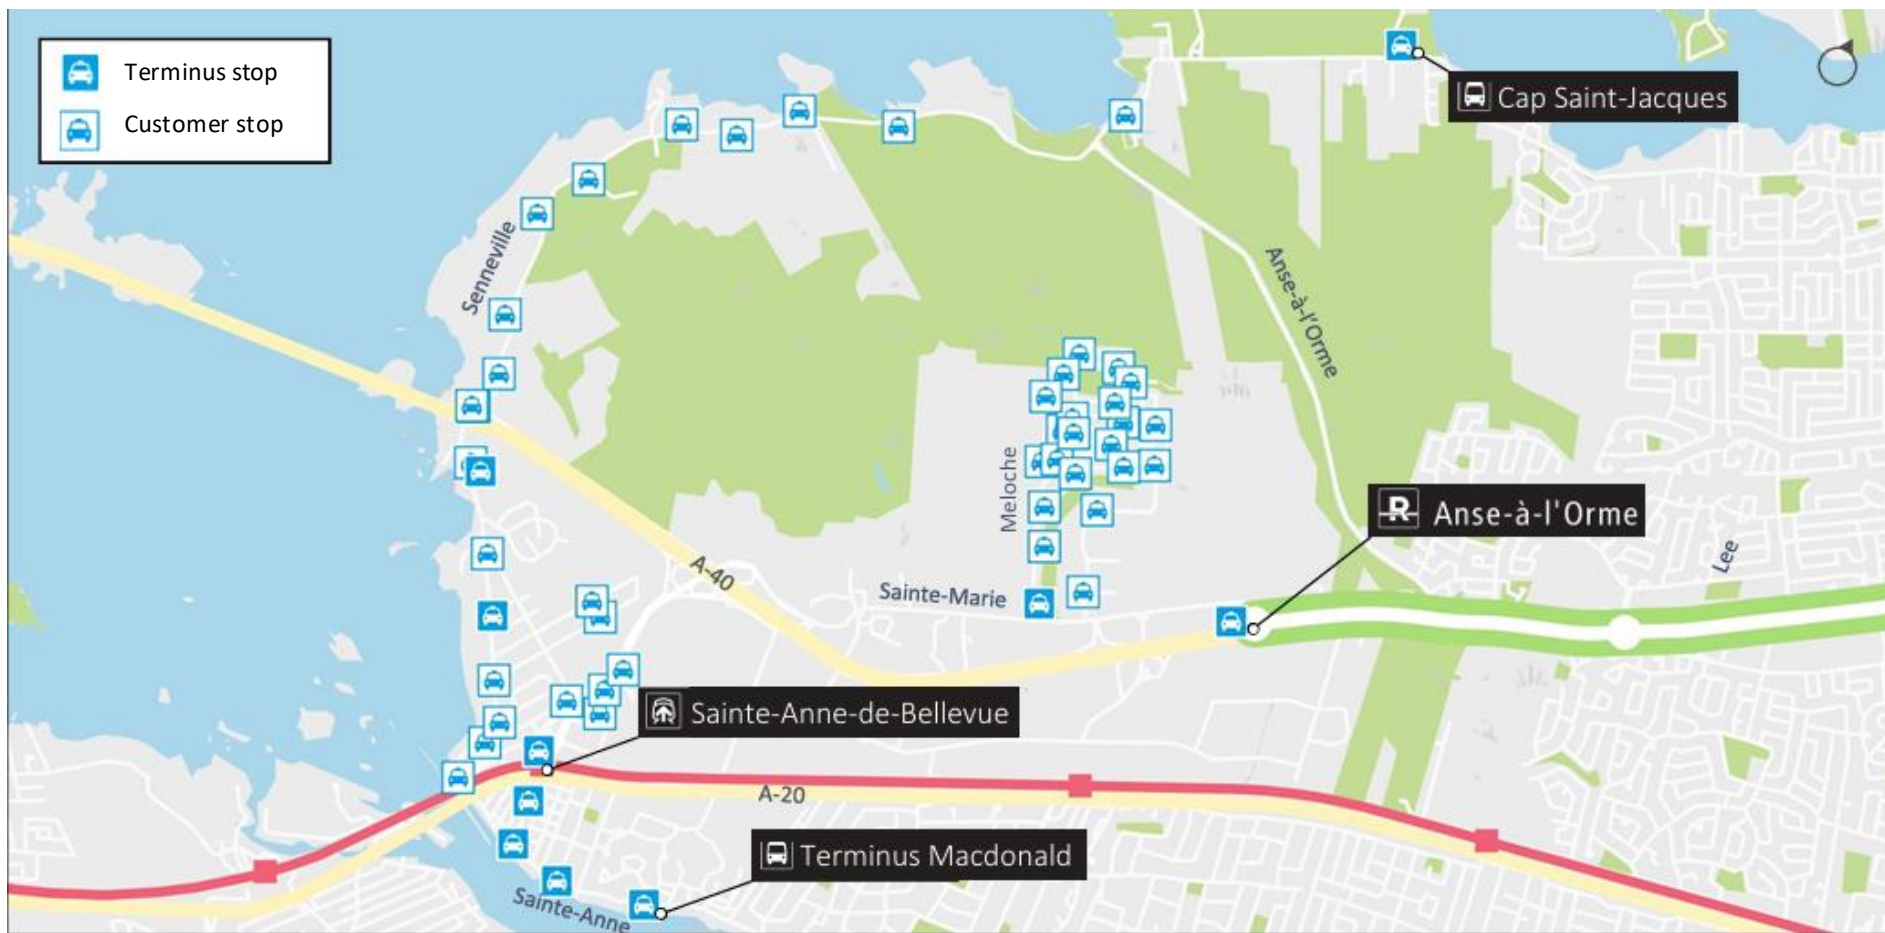 Terminus stop
Customer stop
Cap Saint-Jacques
Senneville
Anse-à-l'Orme
Meloche
R Anse-à-l'Orme
Lee
A-40
Sainte-Marie
Sainte-Anne-de-Bellevue
A-20
Terminus Macdonald
Sainte-Anne